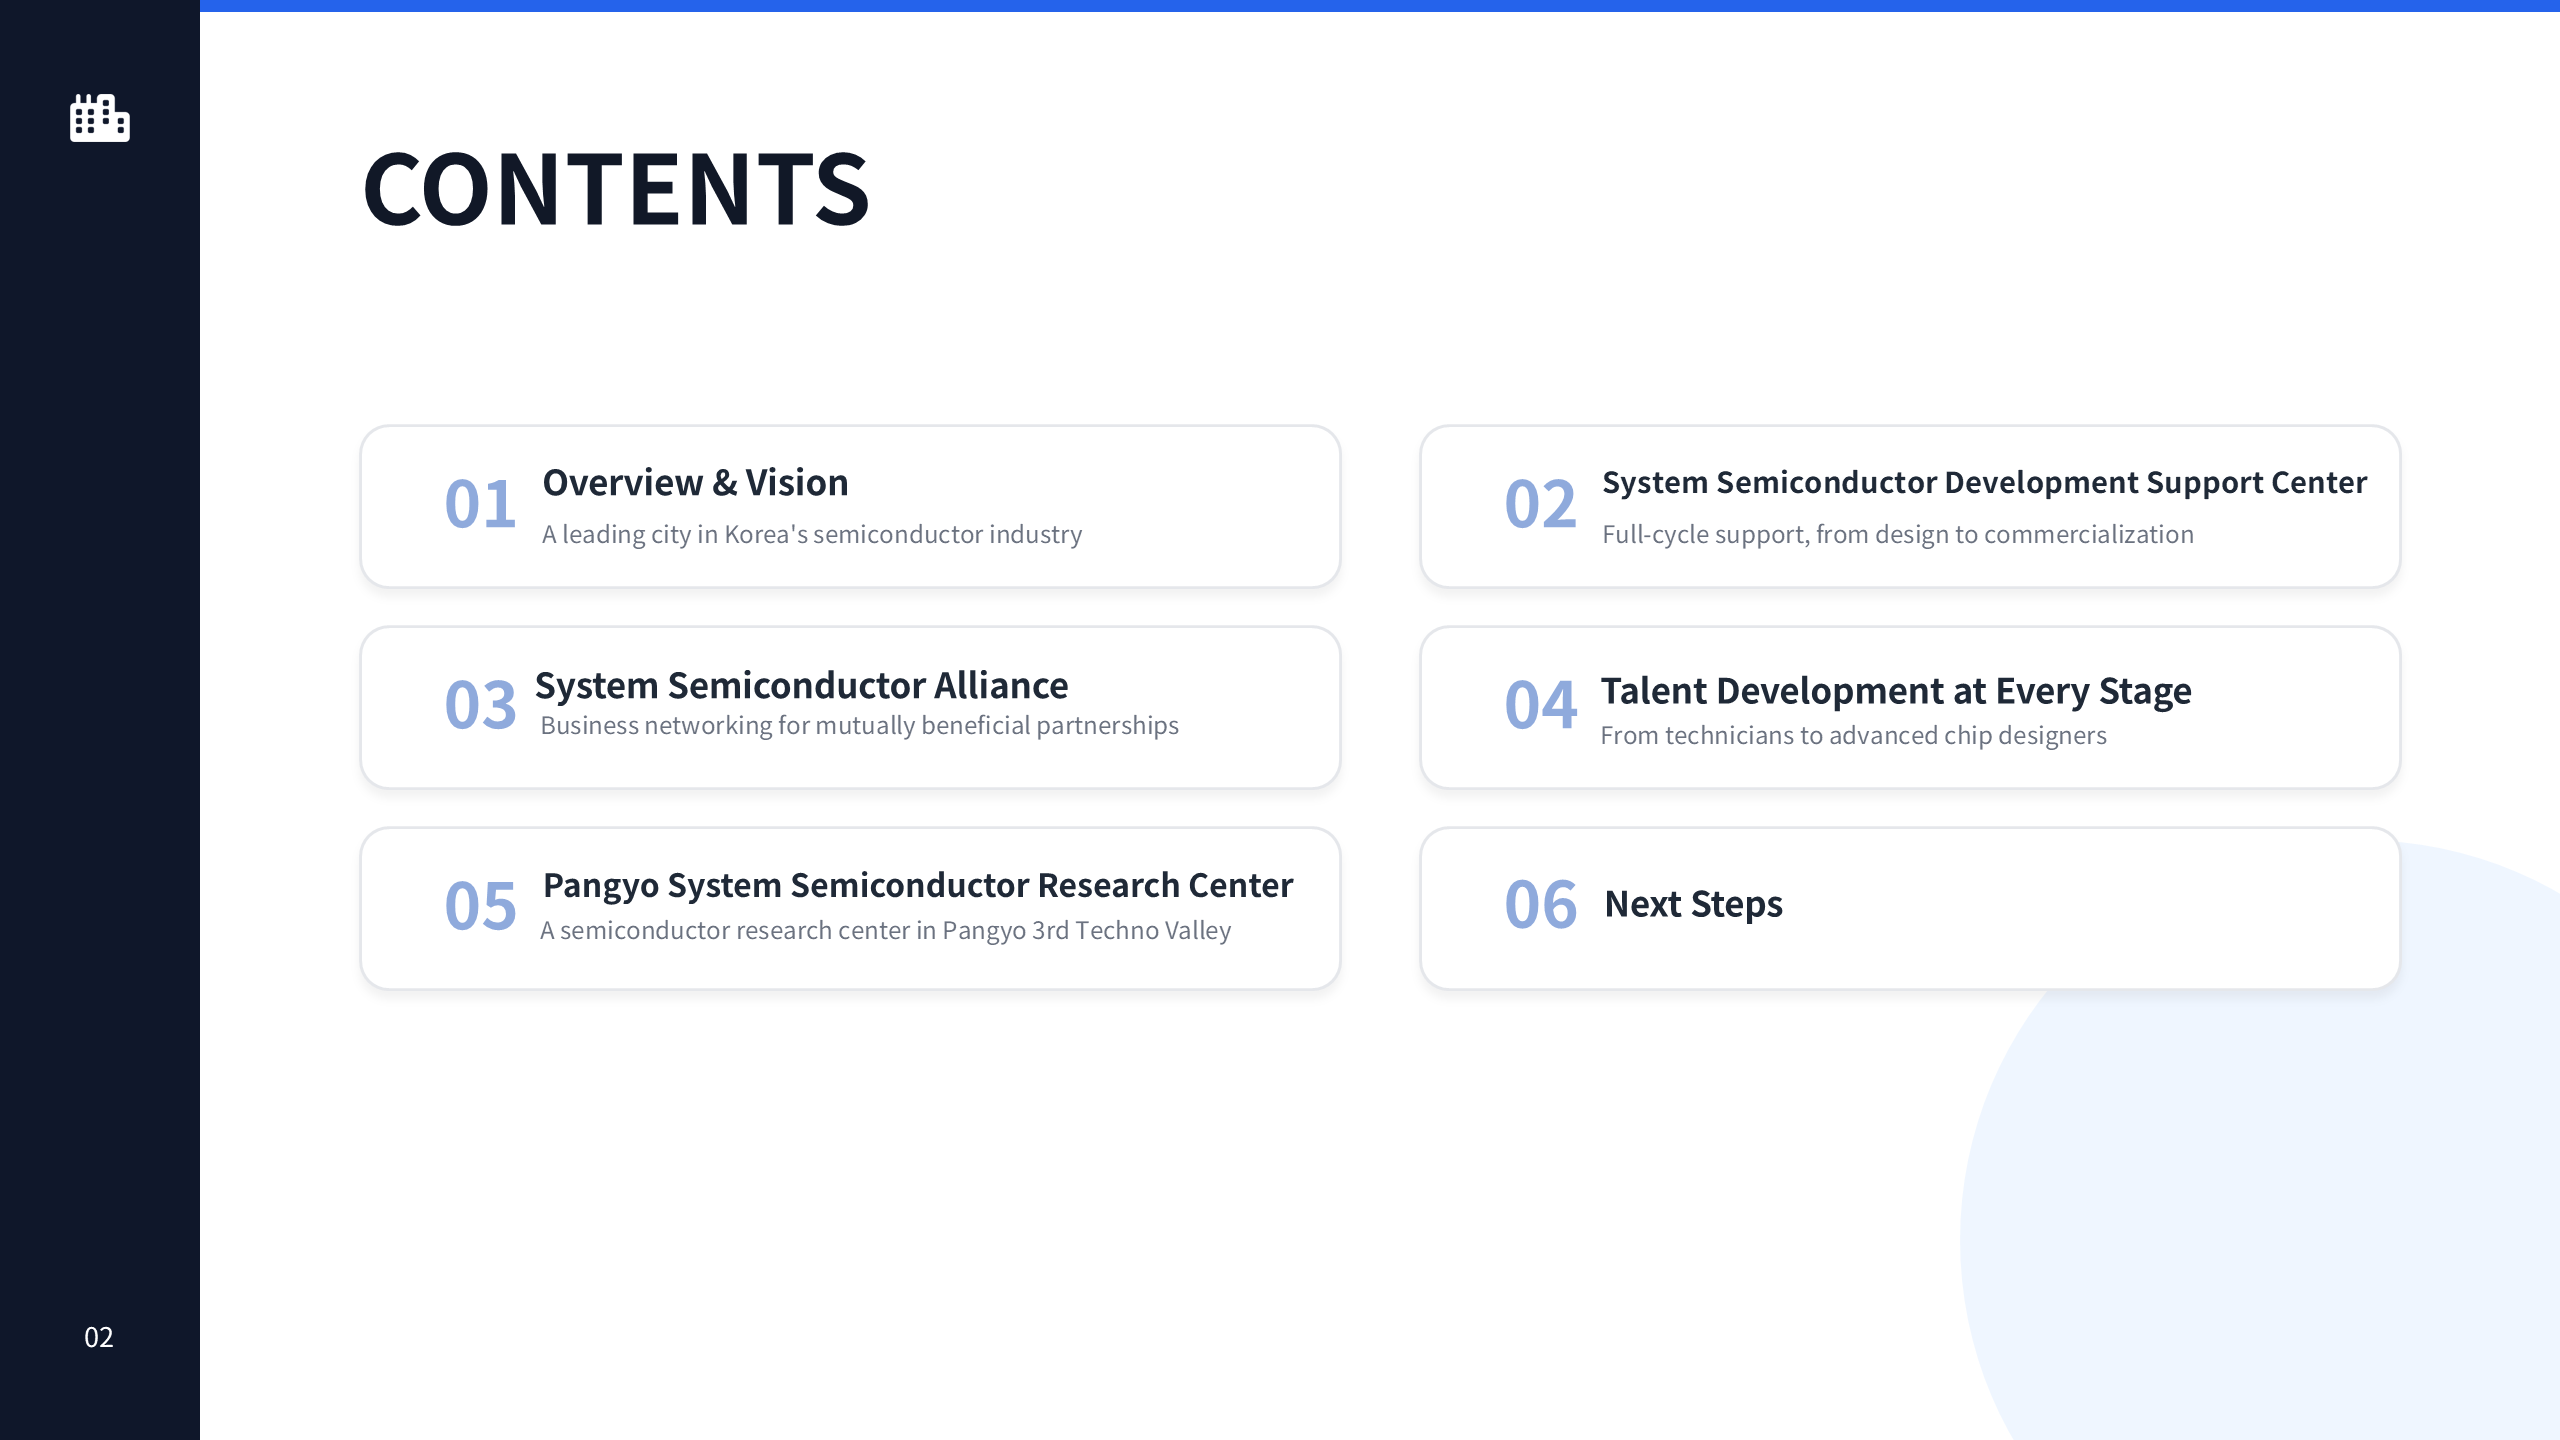 CONTENTS
01
Overview & Vision
A leading city in Korea's semiconductor industry
02
System Semiconductor Development Support Center
Full-cycle support, from design to commercialization
03
System Semiconductor Alliance
Business networking for mutually beneficial partnerships
04
Talent Development at Every Stage
From technicians to advanced chip designers
05
Pangyo System Semiconductor Research Center
A semiconductor research center in Pangyo 3rd Techno Valley
06
Next Steps
02